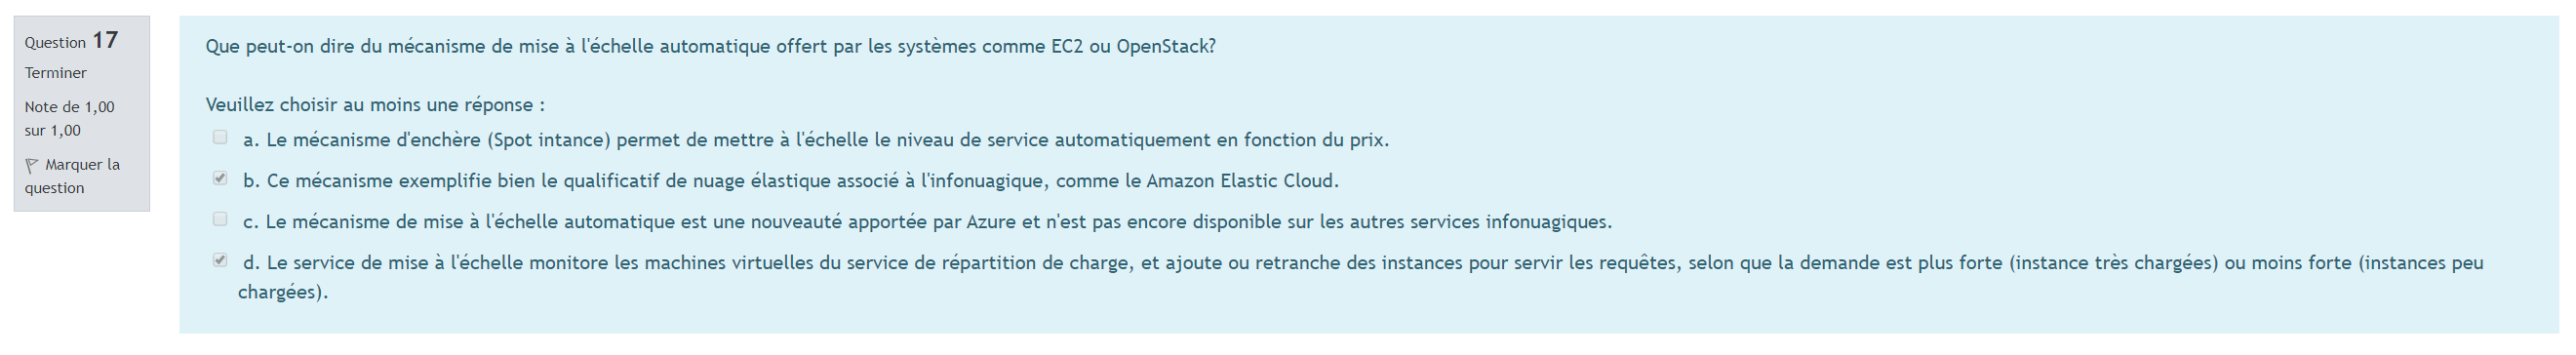 Question 17
Terminer
Note de 1,00
sur 1,00
Marquer la
question
Que peut-on dire du mécanisme de mise à l'échelle automatique offert par les systèmes comme EC2 ou OpenStack?
Veuillez choisir au moins une réponse :
a. Le mécanisme d'enchère (Spot intance) permet de mettre à l'échelle le niveau de service automatiquement en fonction du prix.
b. Ce mécanisme exemplifie bien le qualificatif de nuage élastique associé à l'infonuagique, comme le Amazon Elastic Cloud.
c. Le mécanisme de mise à l'échelle automatique est une nouveauté apportée par Azure et n'est pas encore disponible sur les autres services infonuagiques.
d. Le service de mise à l'échelle monitore les machines virtuelles du service de répartition de charge, et ajoute ou retranche des instances pour servir les requêtes, selon que la demande est plus forte (instance très chargées) ou moins forte (instances peu
chargées).